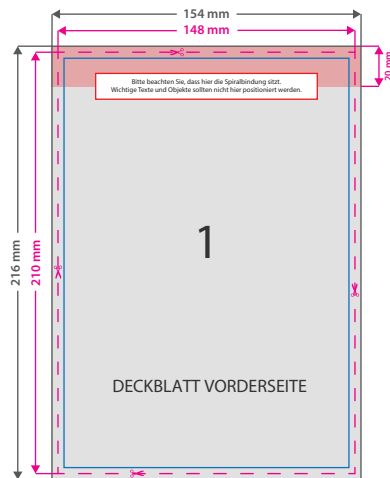 154 mm
148 mm
Bitte beachten Sie, dass hier die Spiralbindung sitzt.
Wichtige Texte und Objekte sollten nicht hier positioniert werden.
20 mm
216 mm
210 mm
1
DECKBLATT VORDERSEITE